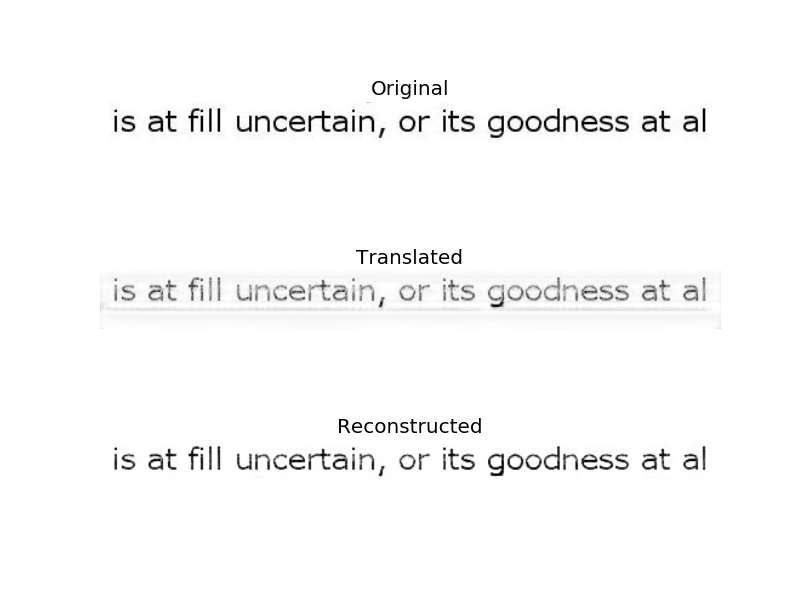 Original
is at fill uncertain, or its goodness at al
Translated
is at fill uncertain, or its goodness at al
Reconstructed
is at fill uncertain, or its goodness at al